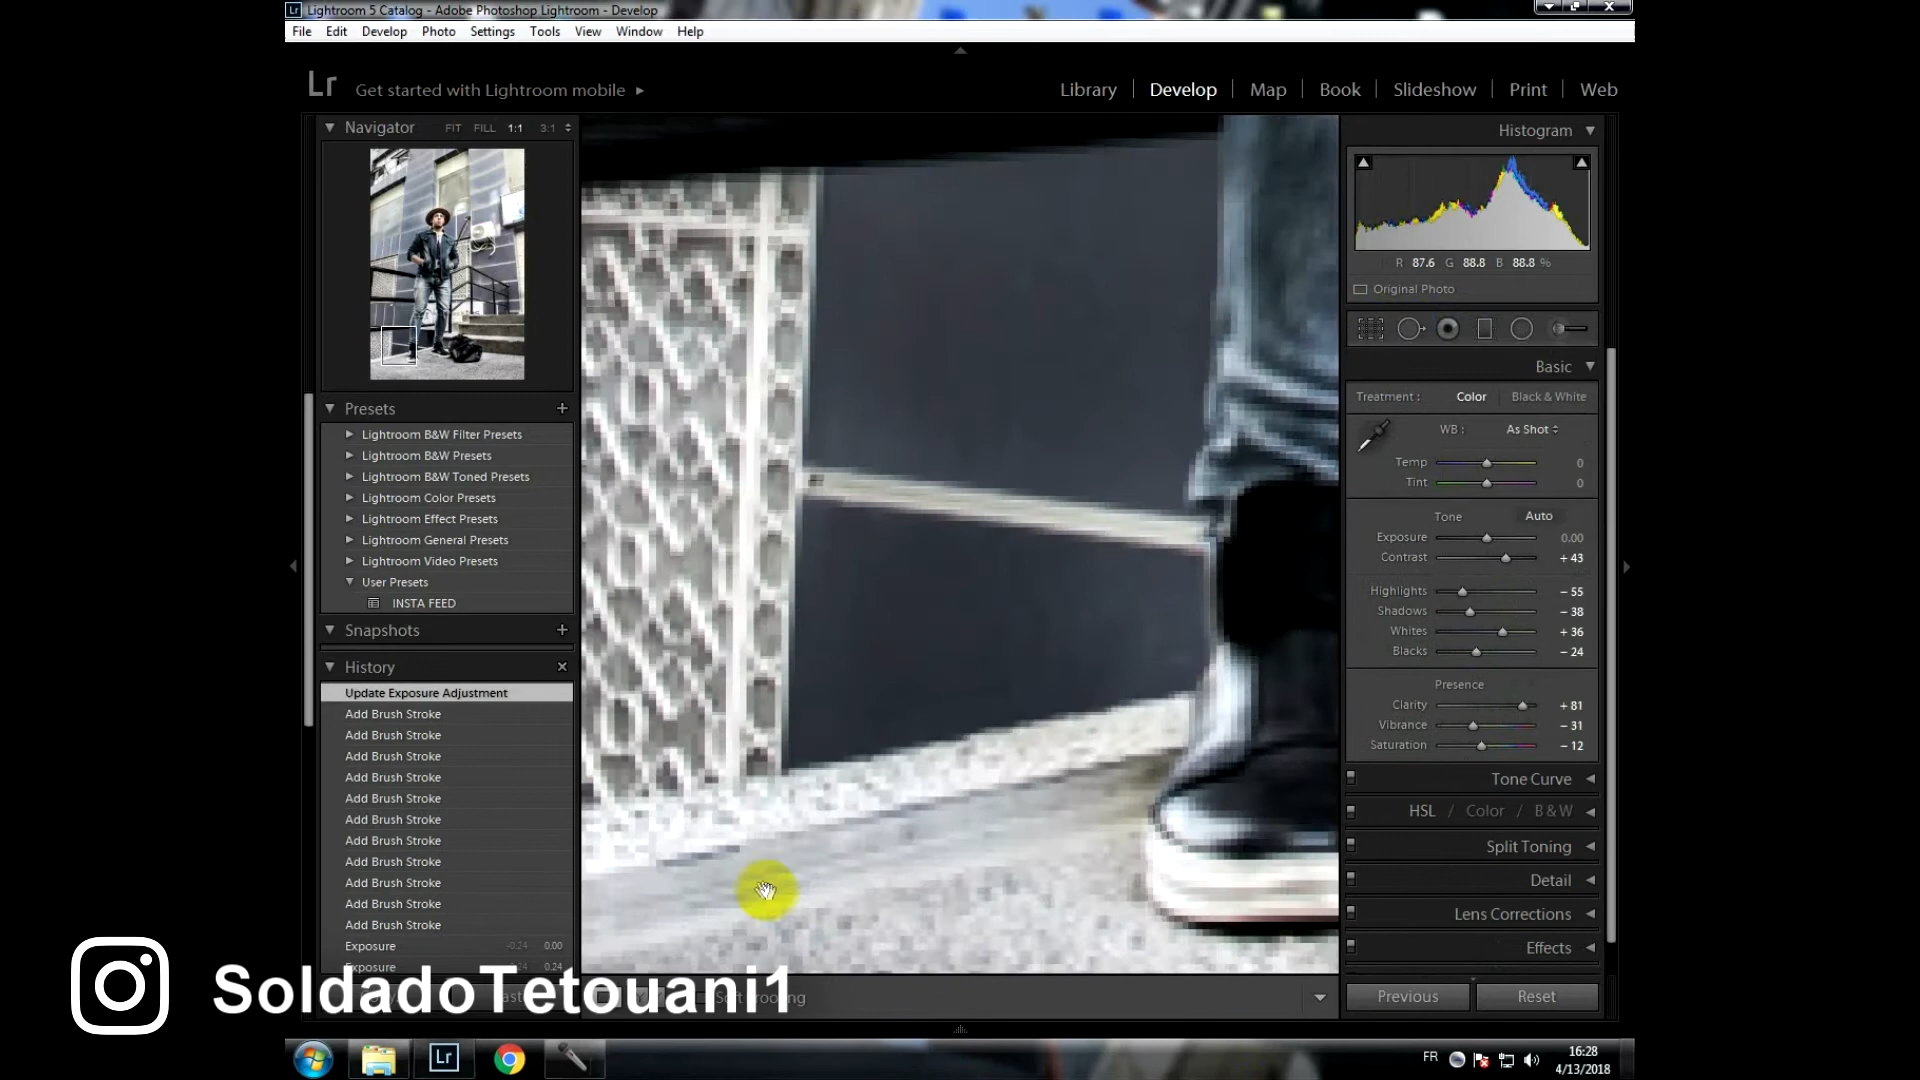 Lightroom 5 Catalog - Adobe Photoshop Lightroom - Develop
File Edit Develop Photo Settings Tools View Window Help
Lr Get started with Lightroom mobile
Library Develop Map Book Slideshow Print Web
Navigator FIT FILL 1:1 3:1
Histogram
R 87.6 G 88.8 B 88.8 %
Original Photo
Basic
Treatment : Color Black & White
WB : As Shot
Temp 0
Tint 0
Tone Auto
Exposure 0.00
Contrast + 43
Highlights - 55
Shadows - 38
Whites + 36
Blacks - 24
Presence
Clarity + 81
Vibrance - 31
Saturation - 12
Tone Curve
HSL / Color / B & W
Split Toning
Detail
Lens Corrections
Effects
Previous Reset
Presets
Lightroom B&W Filter Presets
Lightroom B&W Presets
Lightroom B&W Toned Presets
Lightroom Color Presets
Lightroom Effect Presets
Lightroom General Presets
Lightroom Video Presets
User Presets
INSTA FEED
Snapshots
History
Update Exposure Adjustment
Add Brush Stroke
Add Brush Stroke
Add Brush Stroke
Add Brush Stroke
Add Brush Stroke
Add Brush Stroke
Add Brush Stroke
Add Brush Stroke
Add Brush Stroke
Add Brush Stroke
Add Brush Stroke
Exposure -0.24 0.00
Exposure 0.24
SoldadoTetouani1
Lr
FR
16:28
4/13/2018